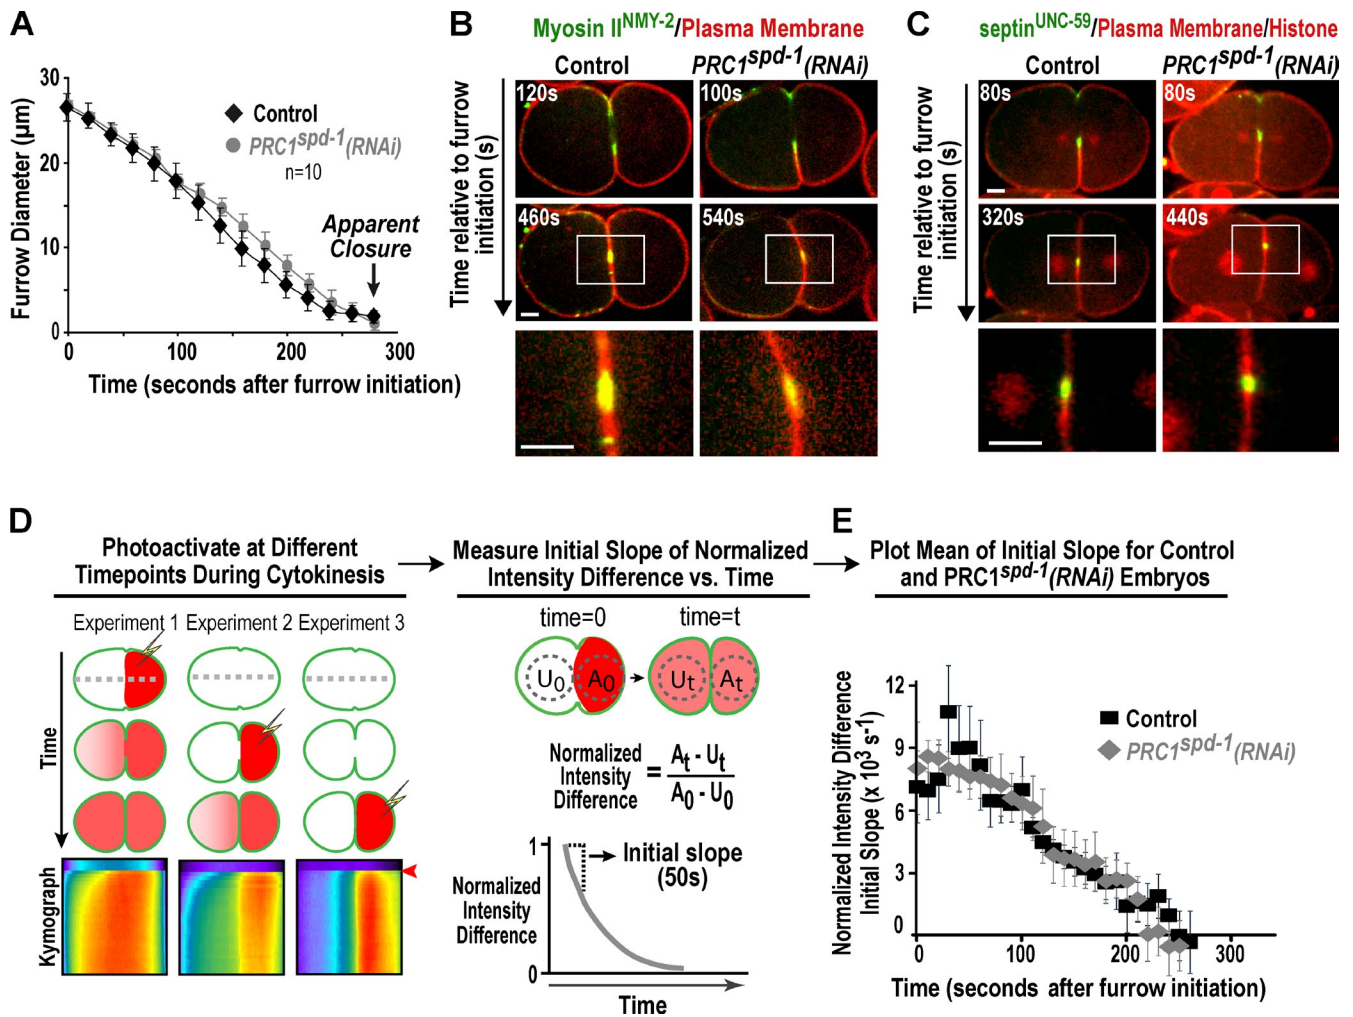 A
30
20
10
0
Furrow Diameter (µm)
Control
PRC1spd-1(RNAi)
n=10
Apparent
Closure
0
100
200
300
Time (seconds after furrow initiation)
B
Myosin IINMY-2/Plasma Membrane
Control
PRC1spd-1(RNAi)
Time relative to furrow
initiation (s)
120s
100s
460s
540s
C
septinUNC-59/Plasma Membrane/Histone
Control
PRC1spd-1(RNAi)
Time relative to furrow
initiation (s)
80s
80s
320s
440s
D
Photoactivate at Different
Timepoints During Cytokinesis
Experiment 1
Experiment 2
Experiment 3
Time
Kymograph
Measure Initial Slope of Normalized
Intensity Difference vs. Time
time=0
time=t
U0
A0
Ut
At
Normalized
Intensity
Difference
=
At - Ut
A0 - U0
1
0
Initial slope
(50s)
Normalized
Intensity
Difference
Time
E
Plot Mean of Initial Slope for Control
and PRC1spd-1(RNAi) Embryos
Normalized Intensity Difference
Initial Slope (x 103 s-1)
12
9
6
3
0
Control
PRC1spd-1(RNAi)
0
100
200
300
Time (seconds after furrow initiation)